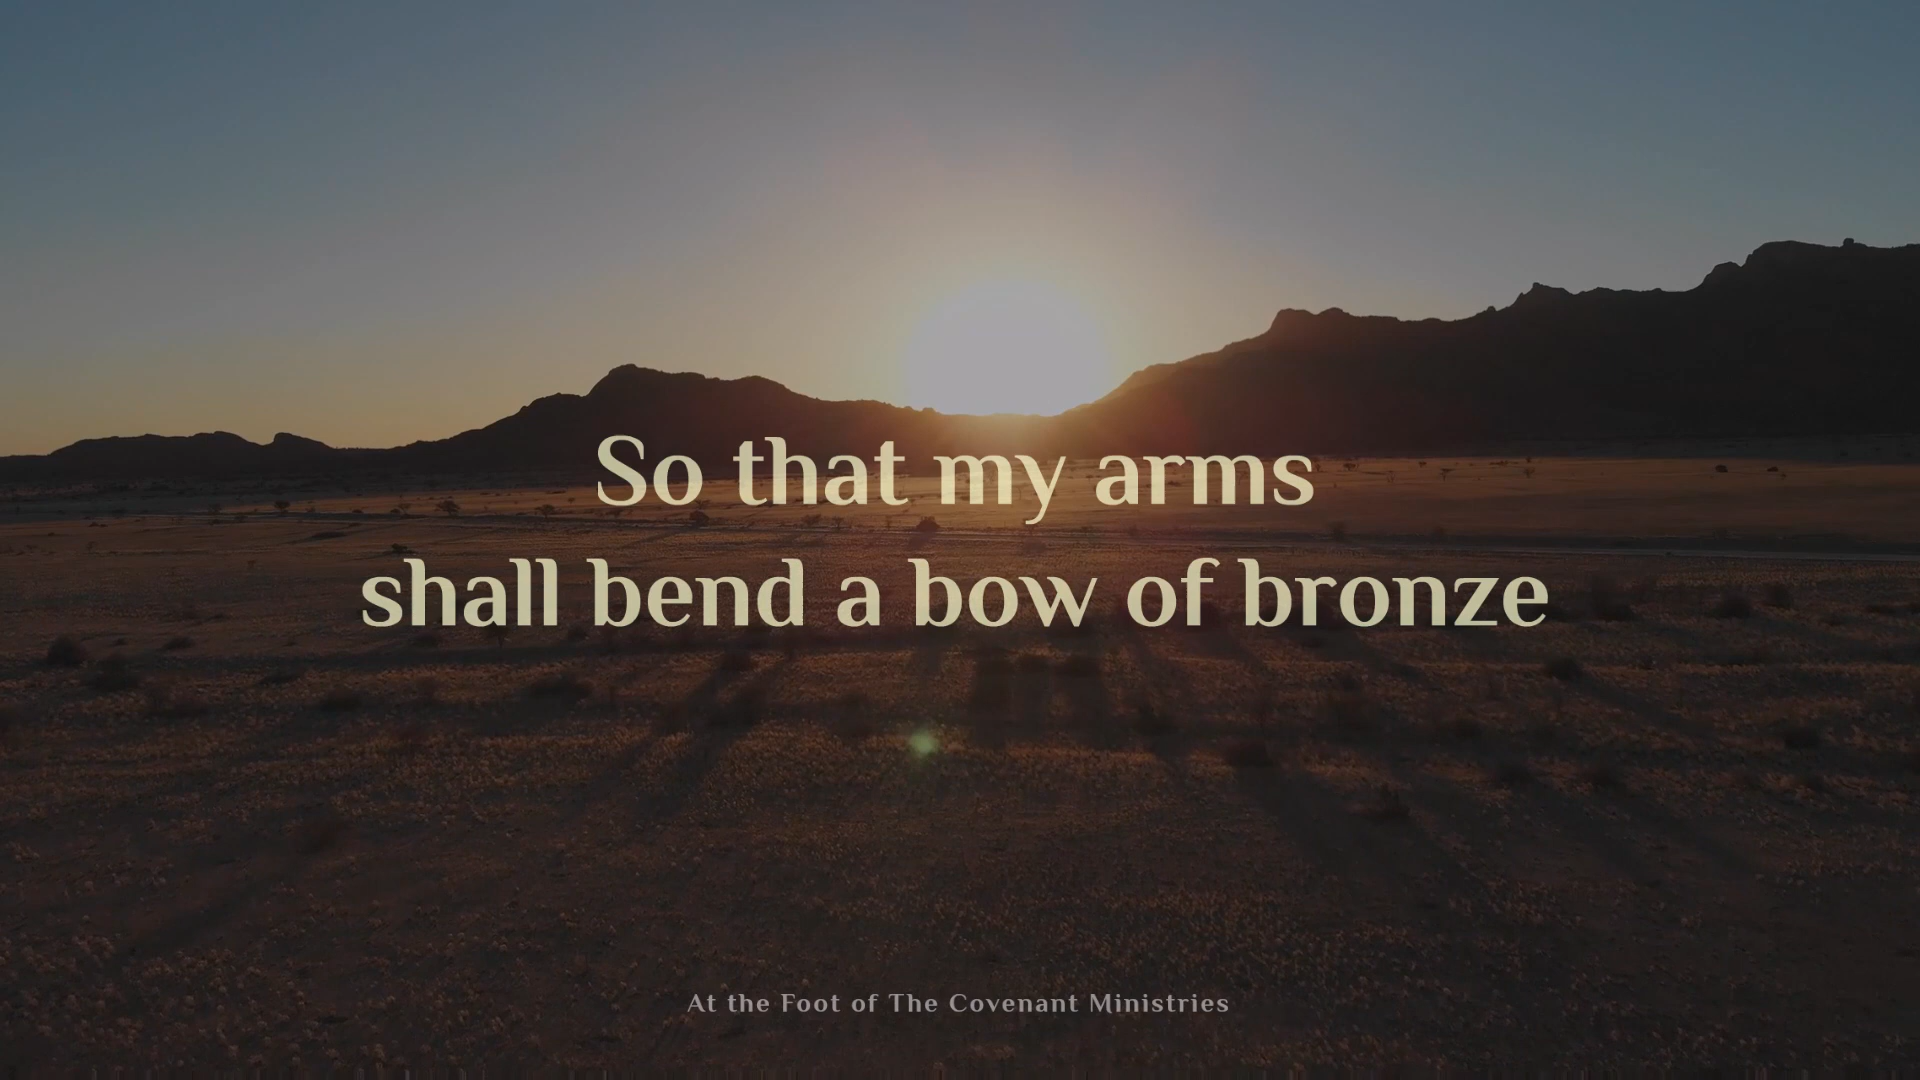 So that my arms
shall bend a bow of bronze
At the Foot of The Covenant Ministries